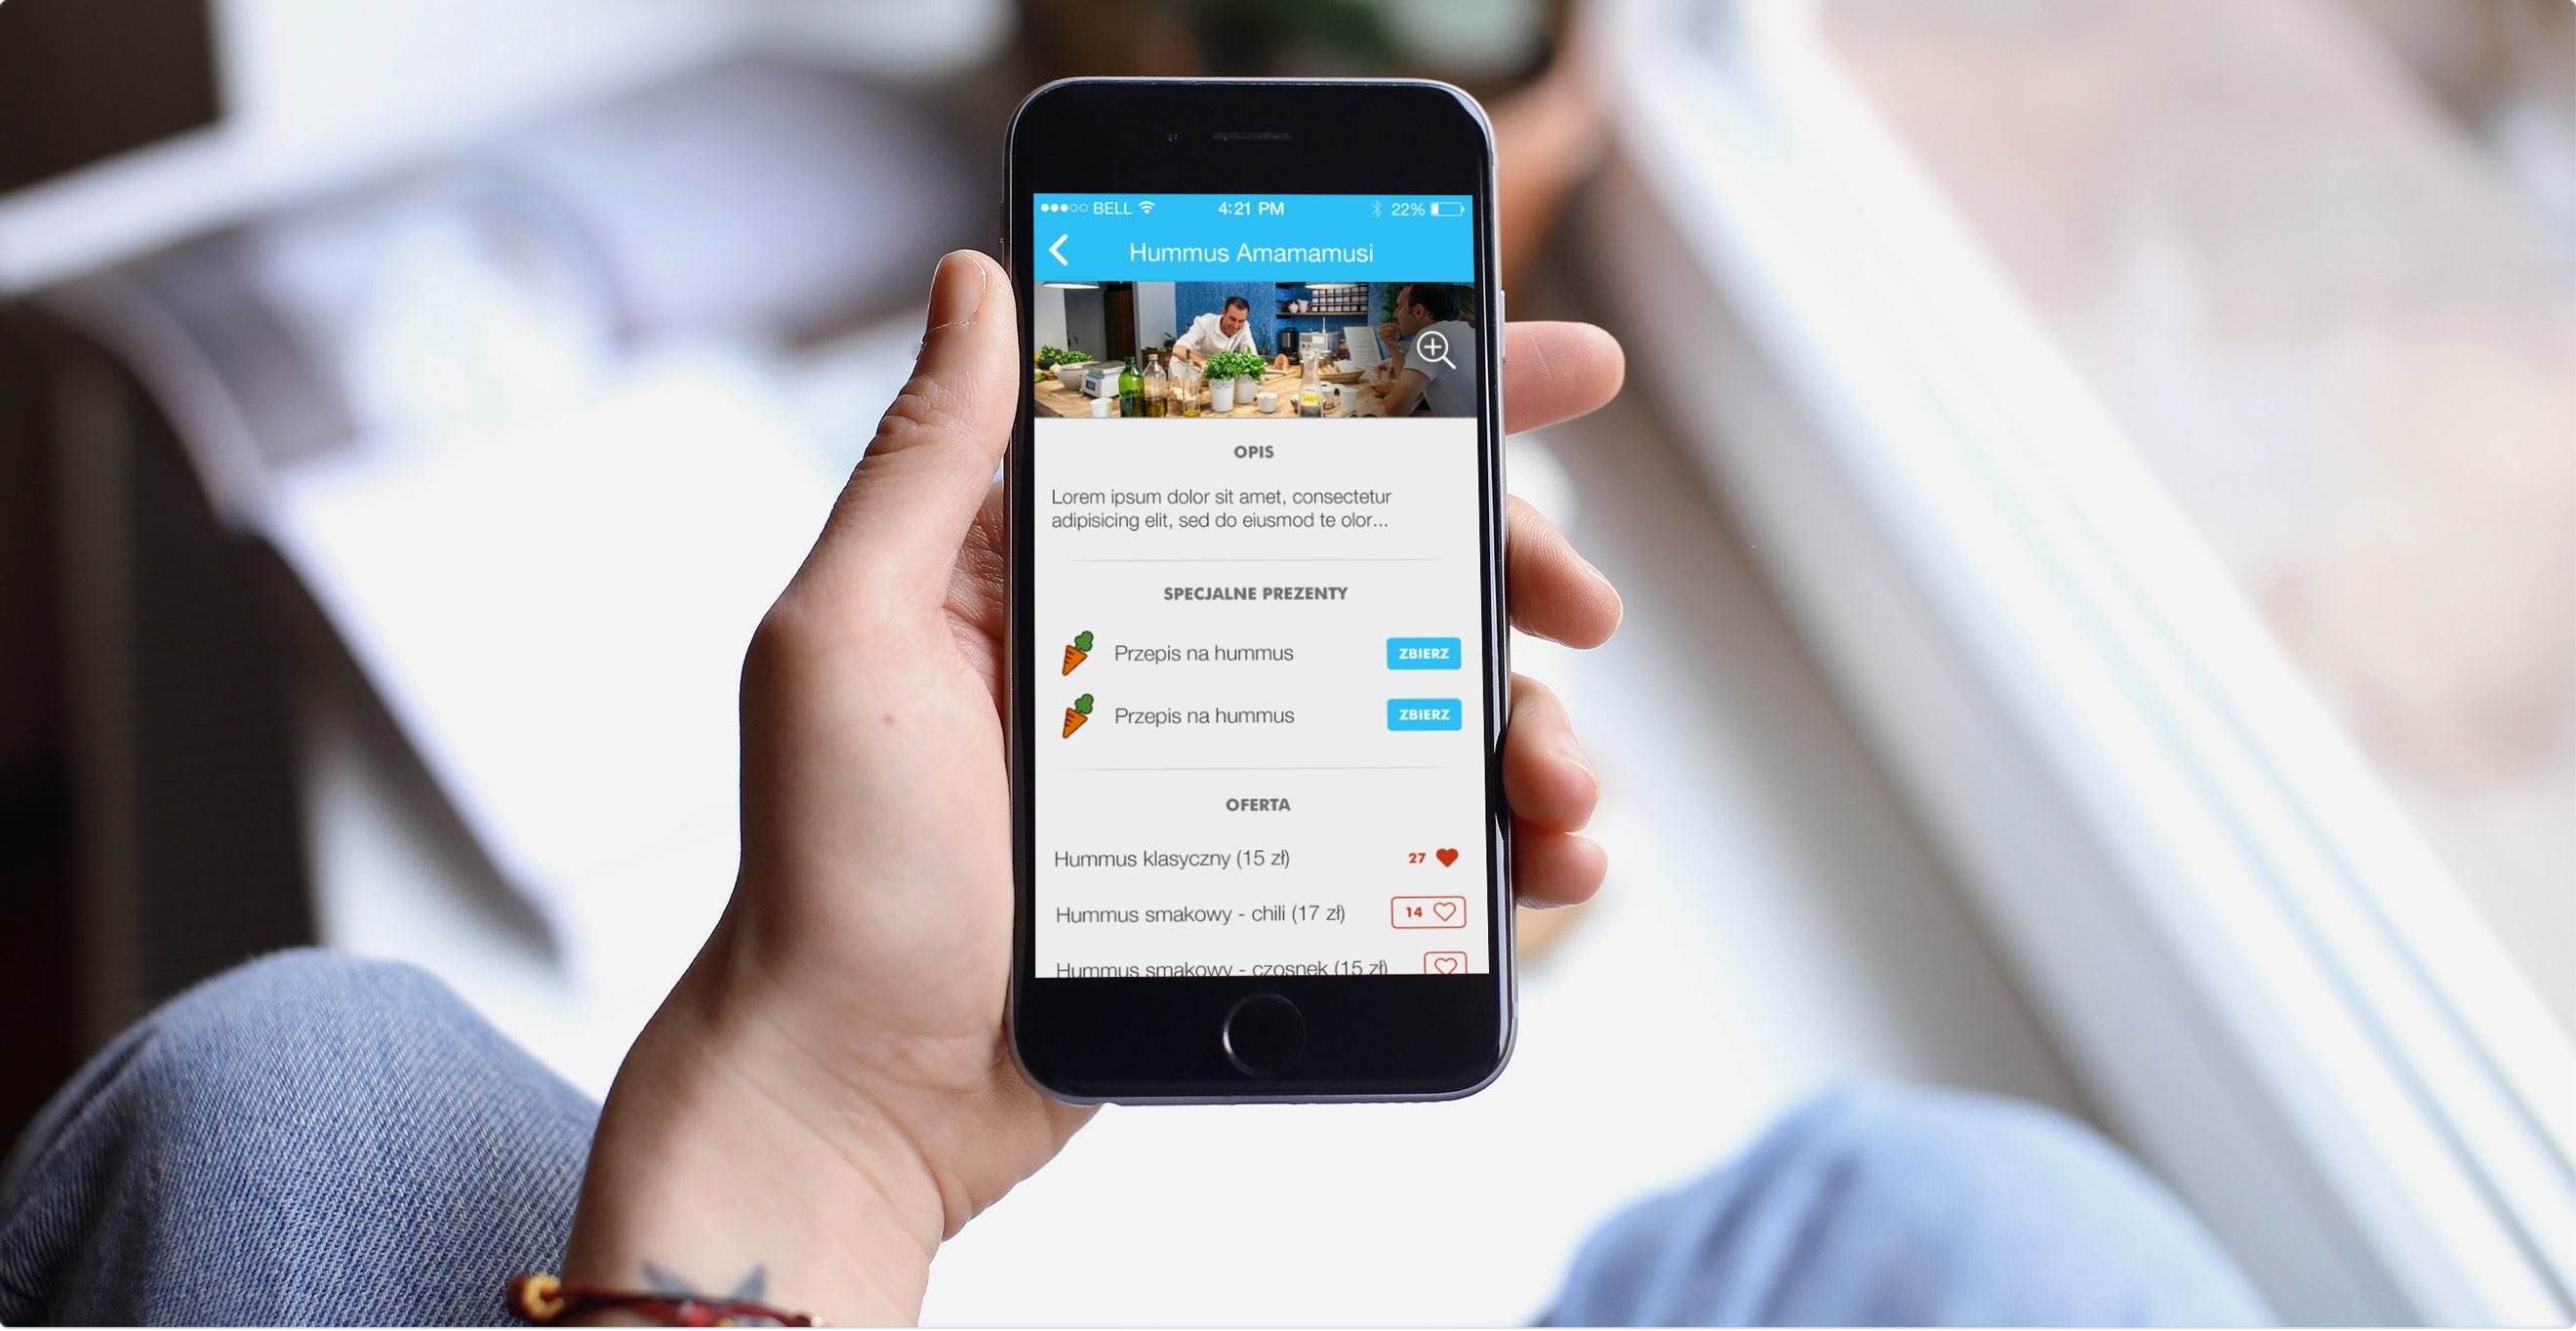 BELL 4:21 PM 22%
Hummus Amamamusi
OPIS
Lorem ipsum dolor sit amet, consectetur
adipisicing elit, sed do eiusmod te olor...
SPECJALNE PREZENTY
Przepis na hummus ZBIERZ
Przepis na hummus ZBIERZ
OFERTA
Hummus klasyczny (15 zł) 27
Hummus smakowy - chili (17 zł) 14
Hummus smakowy - czosnek (15 zł)